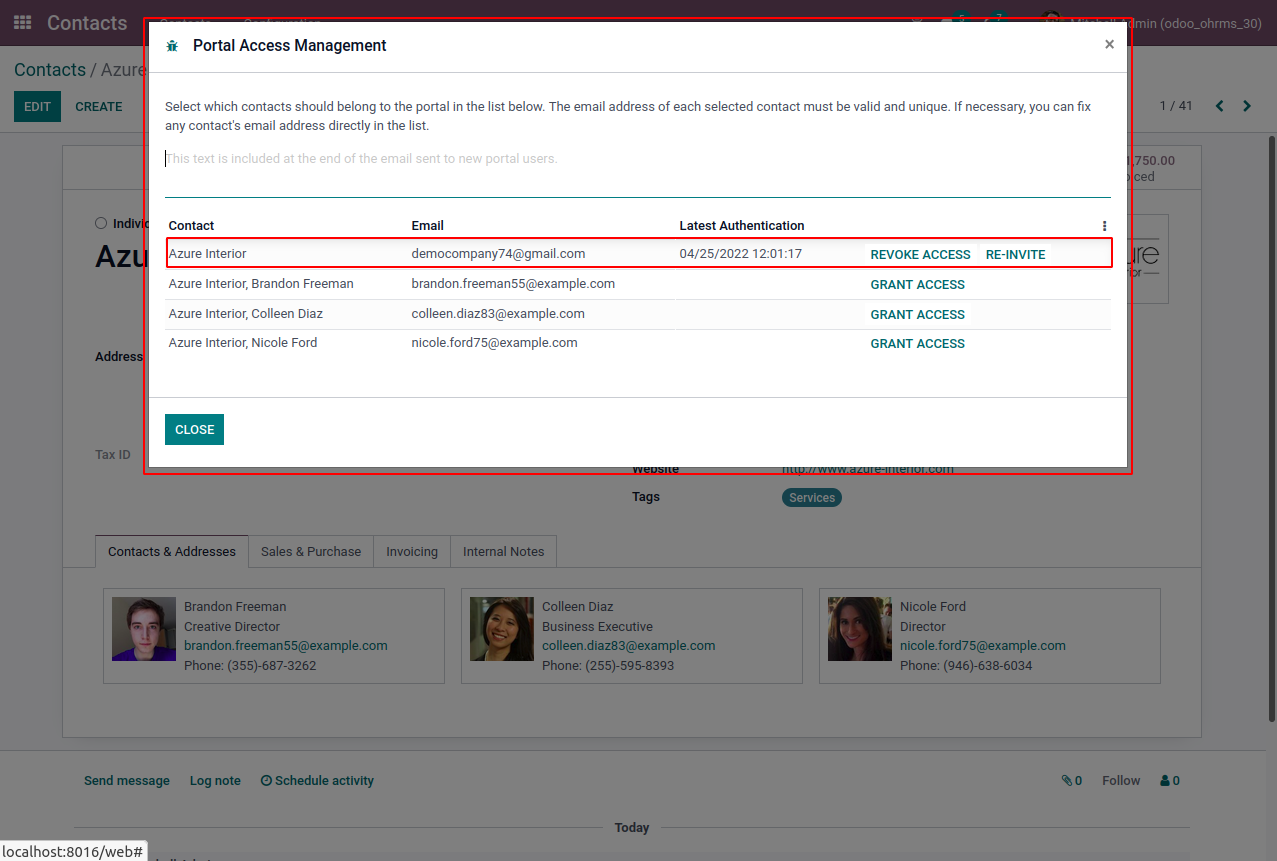 Contacts
Contacts
Configuration
5
7
Mitchell Admin (odoo_ohrms_30)
Portal Access Management
×
Contacts / Azure
EDIT
CREATE
1 / 41
Select which contacts should belong to the portal in the list below. The email address of each selected contact must be valid and unique. If necessary, you can fix
any contact's email address directly in the list.
This text is included at the end of the email sent to new portal users.
1,750.00
Contact Email Latest Authentication
Azure Interior democompany74@gmail.com 04/25/2022 12:01:17 REVOKE ACCESS RE-INVITE
Azure Interior, Brandon Freeman brandon.freeman55@example.com GRANT ACCESS
Azure Interior, Colleen Diaz colleen.diaz83@example.com GRANT ACCESS
Azure Interior, Nicole Ford nicole.ford75@example.com GRANT ACCESS
Address
CLOSE
Tax ID
Website http://www.azure-interior.com
Tags Services
Contacts & Addresses Sales & Purchase Invoicing Internal Notes
Brandon Freeman
Creative Director
brandon.freeman55@example.com
Phone: (355)-687-3262
Colleen Diaz
Business Executive
colleen.diaz83@example.com
Phone: (255)-595-8393
Nicole Ford
Director
nicole.ford75@example.com
Phone: (946)-638-6034
Send message Log note Schedule activity 0 Follow 0
Today
localhost:8016/web#